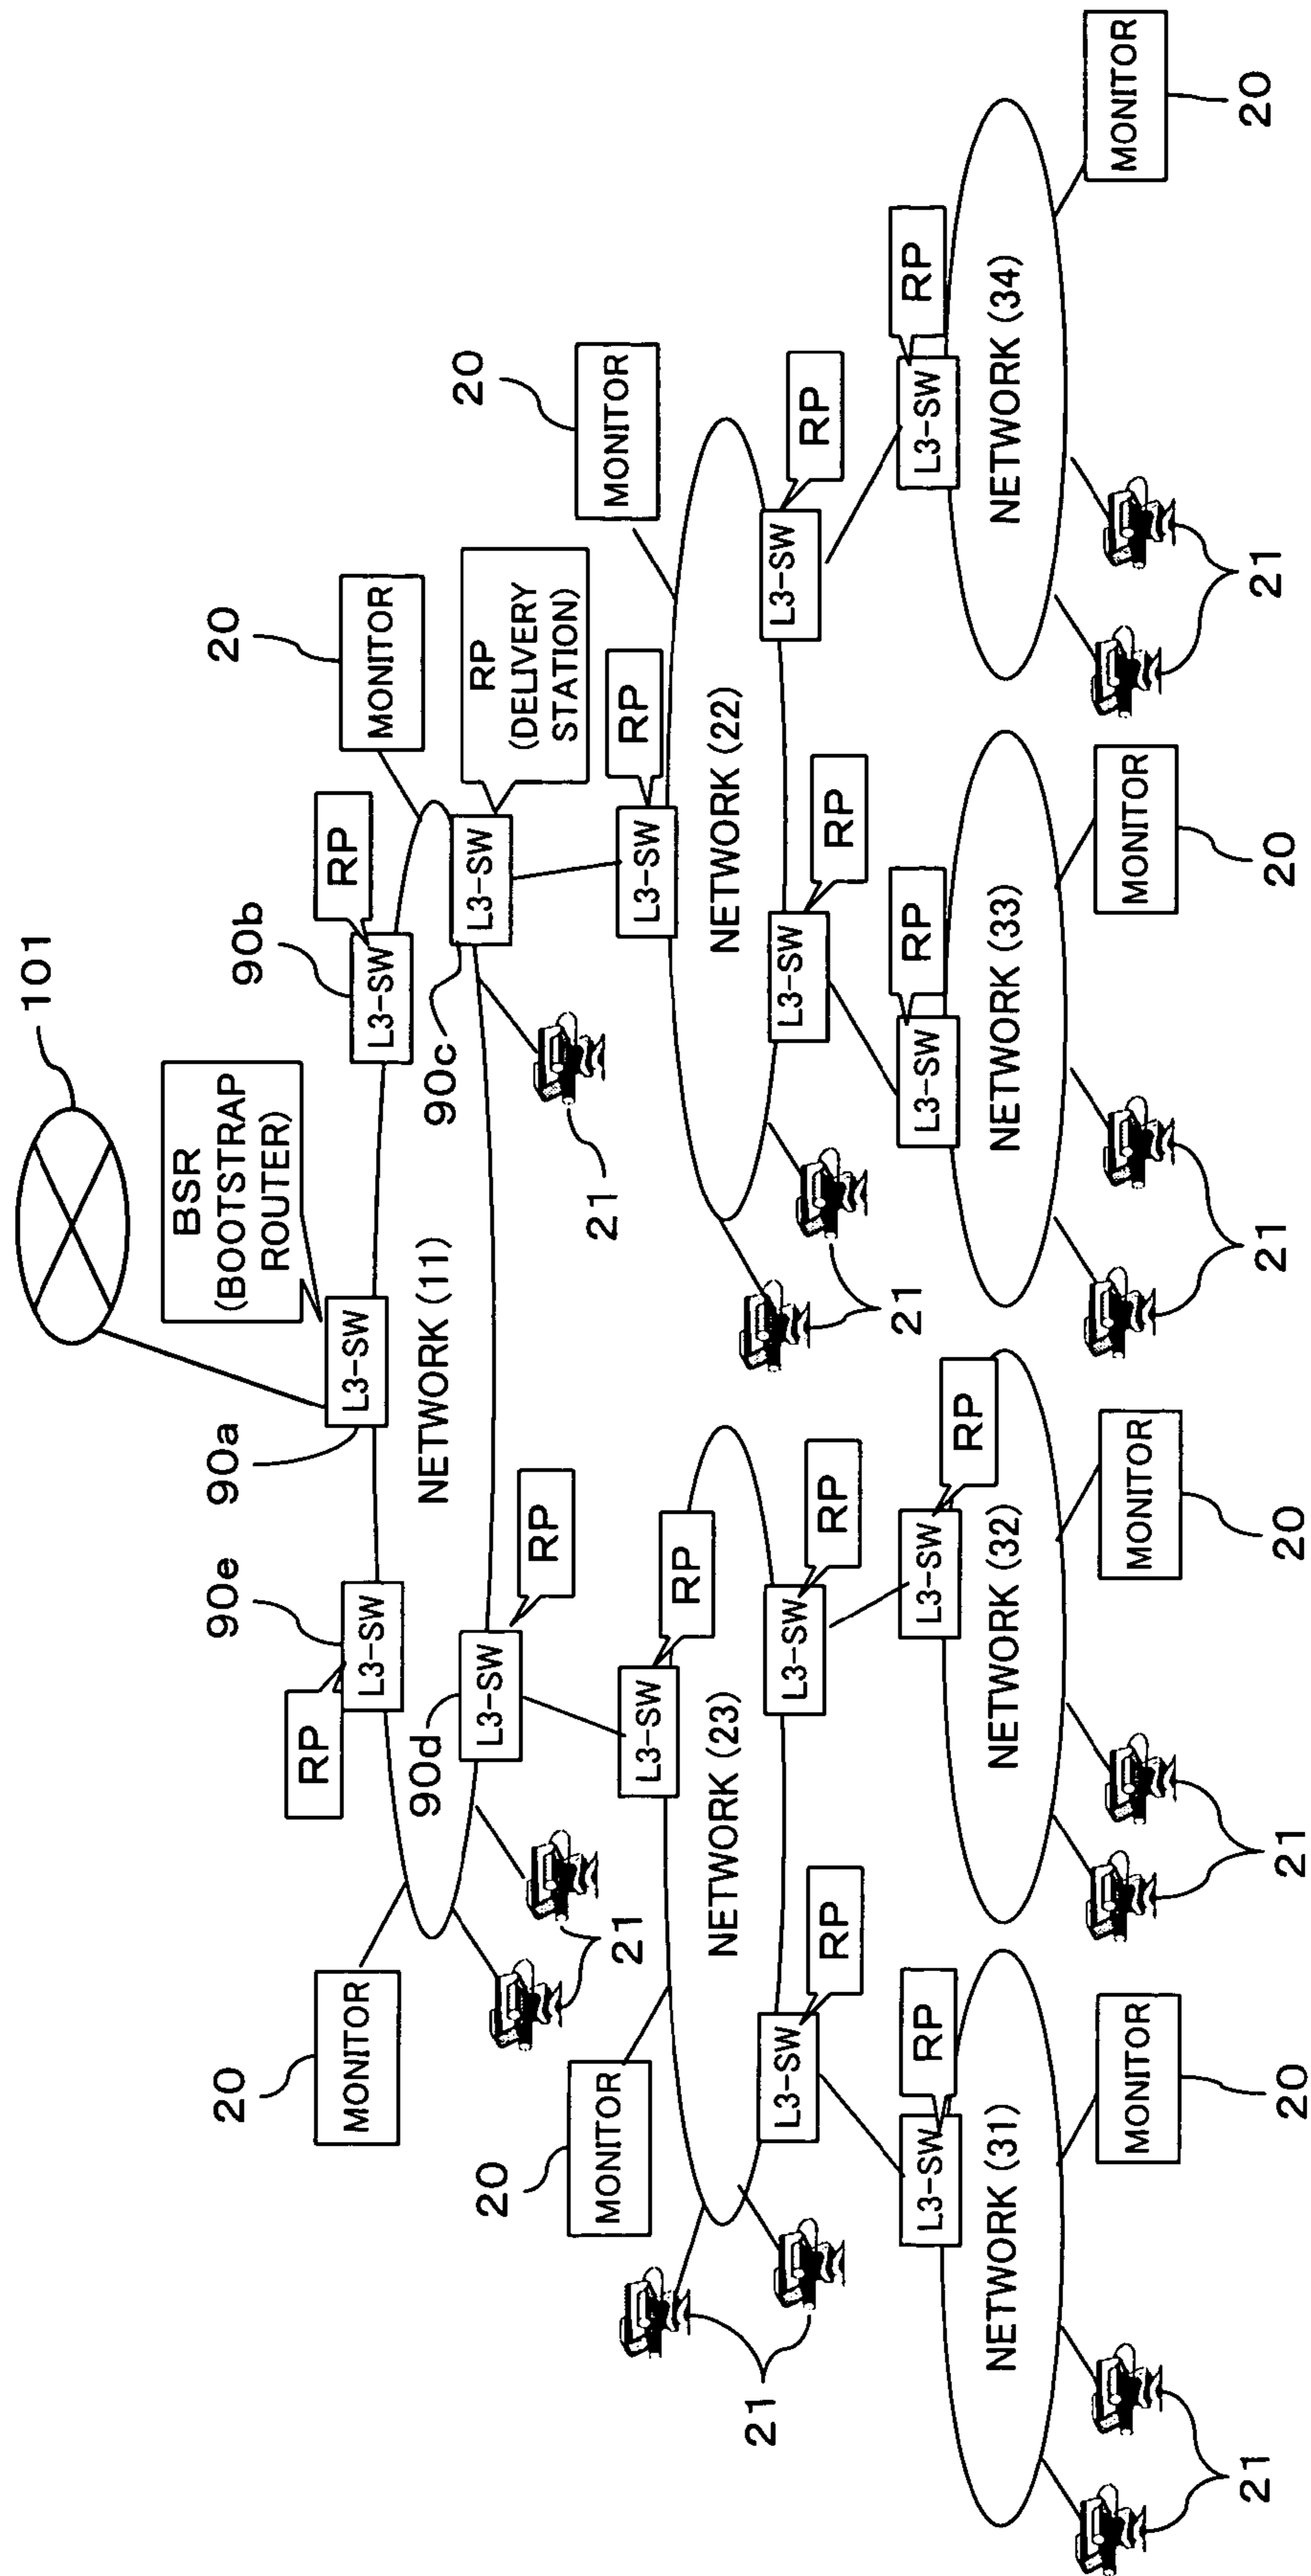 101
BSR
(BOOTSTRAP
ROUTER)
20
90e
90a
90b
20
RP
RP
MONITOR
L3-SW
L3-SW
L3-SW
MONITOR
90d
NETWORK (11)
90c
L3-SW
RP
L3-SW
RP
(DELIVERY
STATION)
20
20
21
21
MONITOR
MONITOR
L3-SW
RP
L3-SW
RP
NETWORK (23)
NETWORK (22)
21
L3-SW
RP
L3-SW
RP
L3-SW
RP
L3-SW
RP
21
L3-SW
RP
L3-SW
RP
L3-SW
RP
L3-SW
RP
NETWORK (31)
NETWORK (32)
NETWORK (33)
NETWORK (34)
MONITOR
MONITOR
MONITOR
MONITOR
21
20
21
20
21
20
21
20